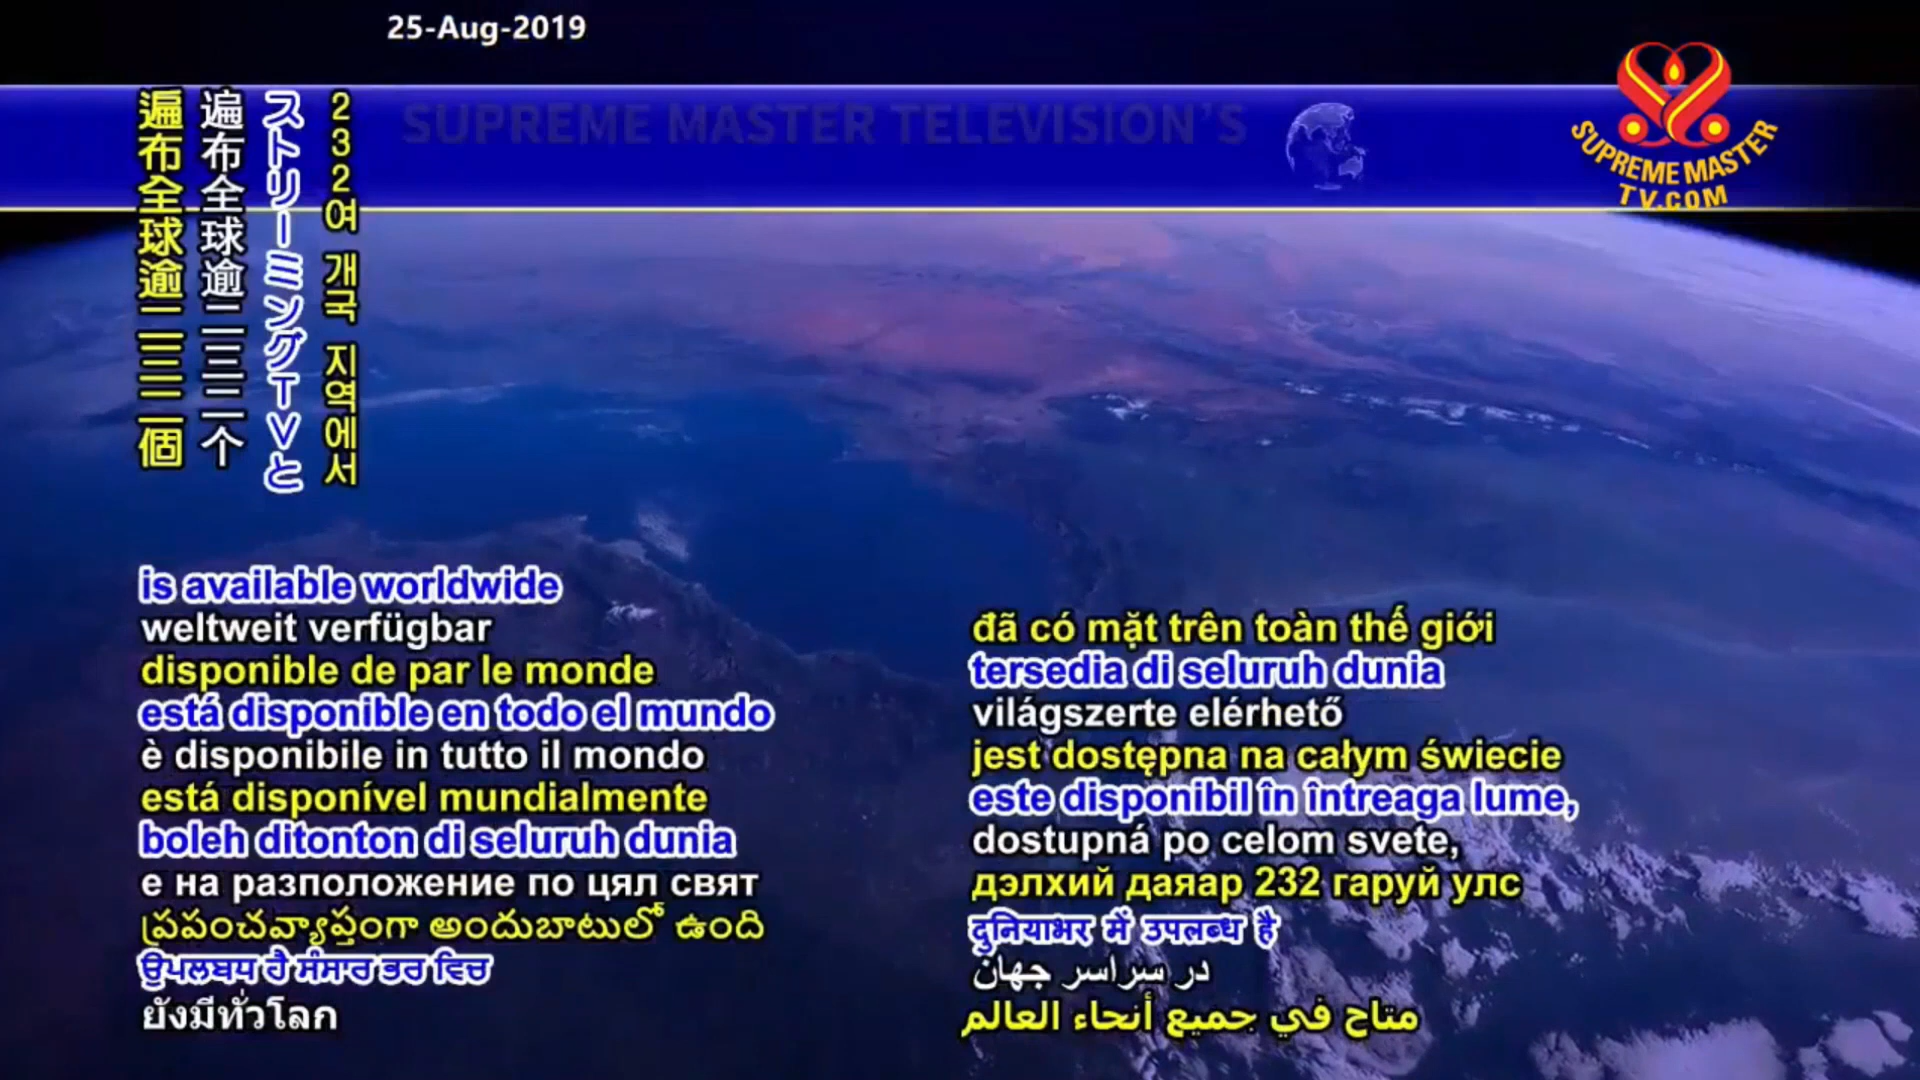 25-Aug-2019
SUPREME MASTER TELEVISION'S
SUPREME MASTER
TV.COM
遍布全球逾二三二個
遍布全球逾二三二个
ストリーミングTVと
232여 개국 지역에서
is available worldwide
weltweit verfügbar
disponible de par le monde
está disponible en todo el mundo
è disponibile in tutto il mondo
está disponível mundialmente
boleh ditonton di seluruh dunia
е на разположение по цял свят
ప్రపంచవ్యాప్తంగా అందుబాటులో ఉంది
ਉਪਲਬਧ ਹੈ ਸੰਸਾਰ ਭਰ ਵਿਚ
ยังมีทั่วโลก
đã có mặt trên toàn thế giới
tersedia di seluruh dunia
világszerte elérhető
jest dostępna na całym świecie
este disponibil în întreaga lume,
dostupná po celom svete,
дэлхий даяар 232 гаруй улс
दुनियाभर में उपलब्ध है
در سراسر جهان
متاح في جميع أنحاء العالم